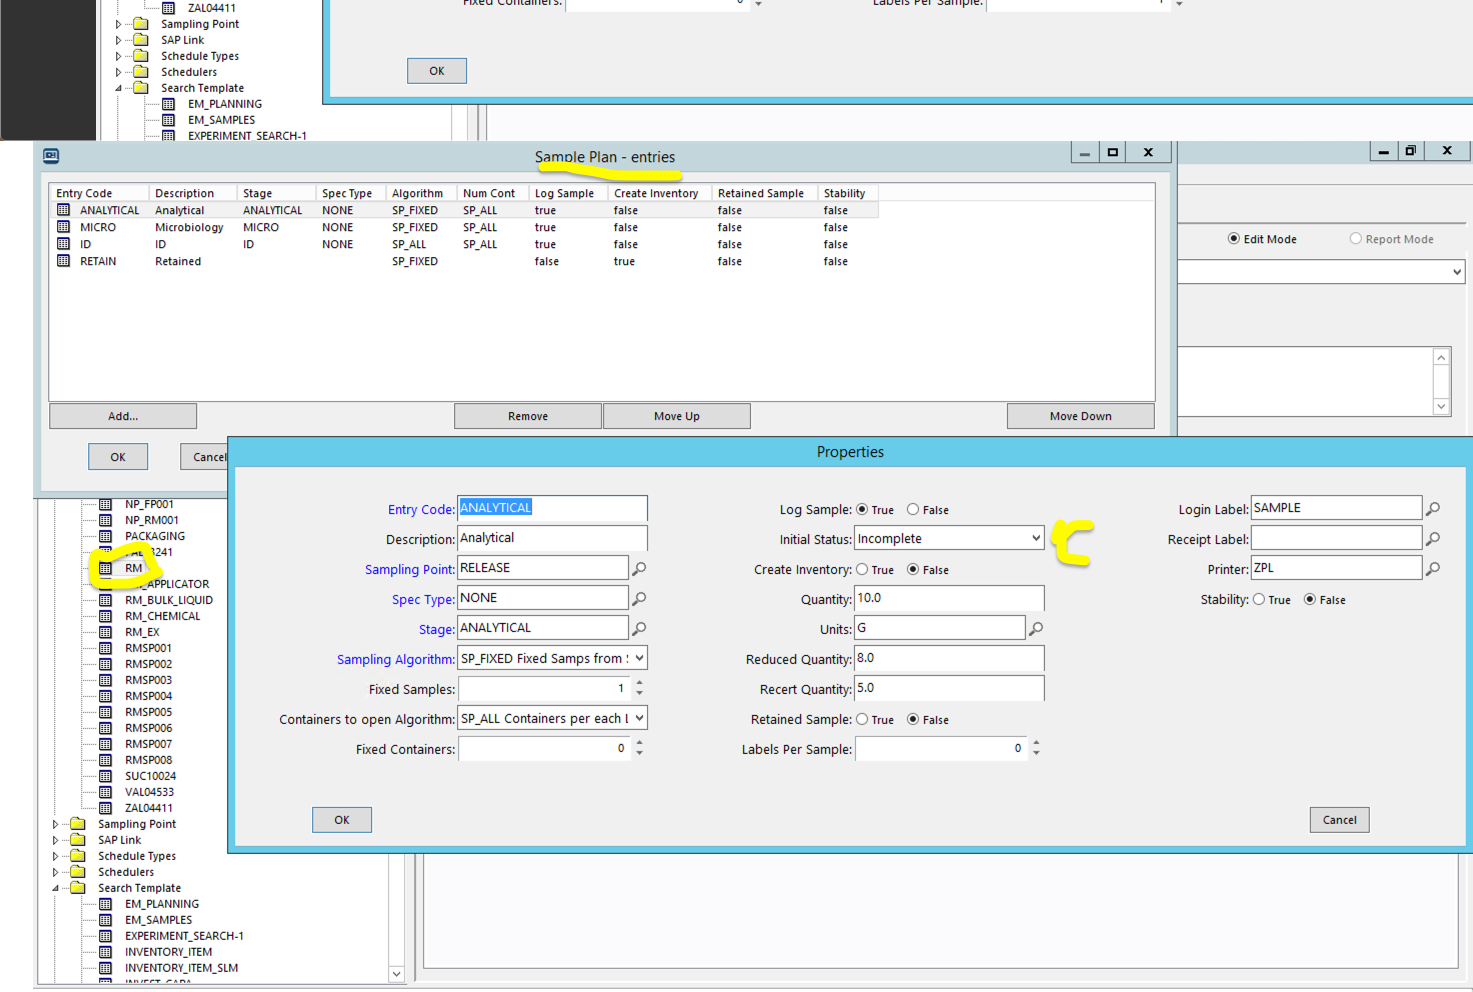 ZAL04411
Sampling Point
SAP Link
Schedule Types
Schedulers
Search Template
EM_PLANNING
EM_SAMPLES
EXPERIMENT_SEARCH-1
Fixed Containers: 0 Labels Per Sample: 1
OK
Sample Plan - entries
Entry Code Description Stage Spec Type Algorithm Num Cont Log Sample Create Inventory Retained Sample Stability
ANALYTICAL Analytical ANALYTICAL NONE SP_FIXED SP_ALL true false false false
MICRO Microbiology MICRO NONE SP_FIXED SP_ALL true false false false
ID ID ID NONE SP_ALL SP_ALL true false false false
RETAIN Retained SP_FIXED false true false false
Add... Remove Move Up Move Down
OK Cancel
Edit Mode Report Mode
Properties
Entry Code: ANALYTICAL
Description: Analytical
Sampling Point: RELEASE
Spec Type: NONE
Stage: ANALYTICAL
Sampling Algorithm: SP_FIXED Fixed Samps from
Fixed Samples: 1
Containers to open Algorithm: SP_ALL Containers per each
Fixed Containers: 0
Log Sample: True False
Initial Status: Incomplete
Create Inventory: True False
Quantity: 10.0
Units: G
Reduced Quantity: 8.0
Recert Quantity: 5.0
Retained Sample: True False
Labels Per Sample: 0
Login Label: SAMPLE
Receipt Label:
Printer: ZPL
Stability: True False
OK Cancel
NP_FP001
NP_RM001
PACKAGING
RM
_APPLICATOR
RM_BULK_LIQUID
RM_CHEMICAL
RM_EX
RMSP001
RMSP002
RMSP003
RMSP004
RMSP005
RMSP006
RMSP007
RMSP008
SUC10024
VAL04533
ZAL04411
Sampling Point
SAP Link
Schedule Types
Schedulers
Search Template
EM_PLANNING
EM_SAMPLES
EXPERIMENT_SEARCH-1
INVENTORY_ITEM
INVENTORY_ITEM_SLM